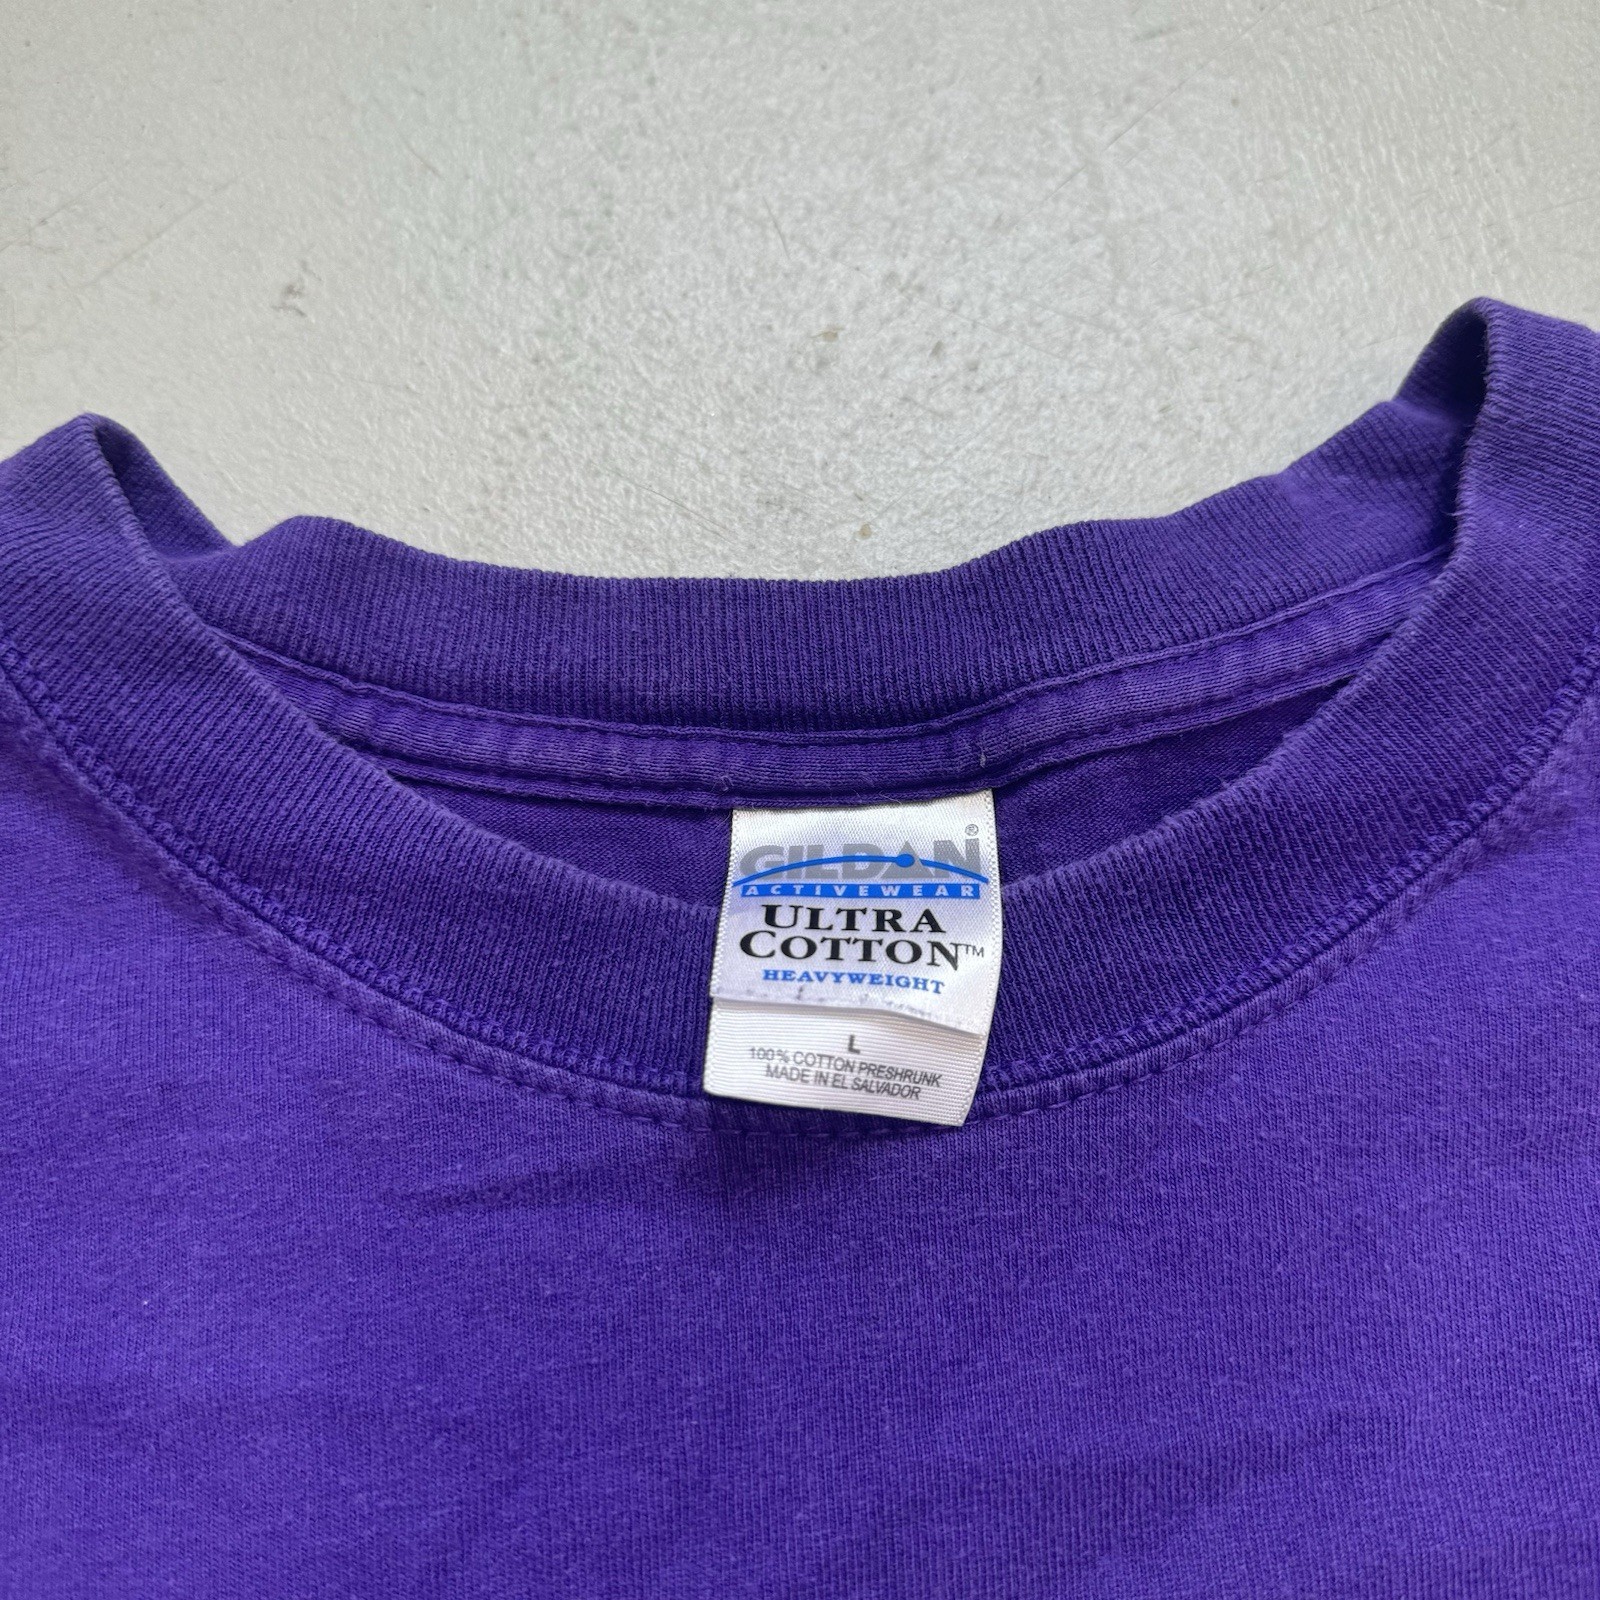 GILDAN®
ACTIVEWEAR
ULTRA
COTTON™
HEAVYWEIGHT
L
100% COTTON PRESHRUNK
MADE IN EL SALVADOR